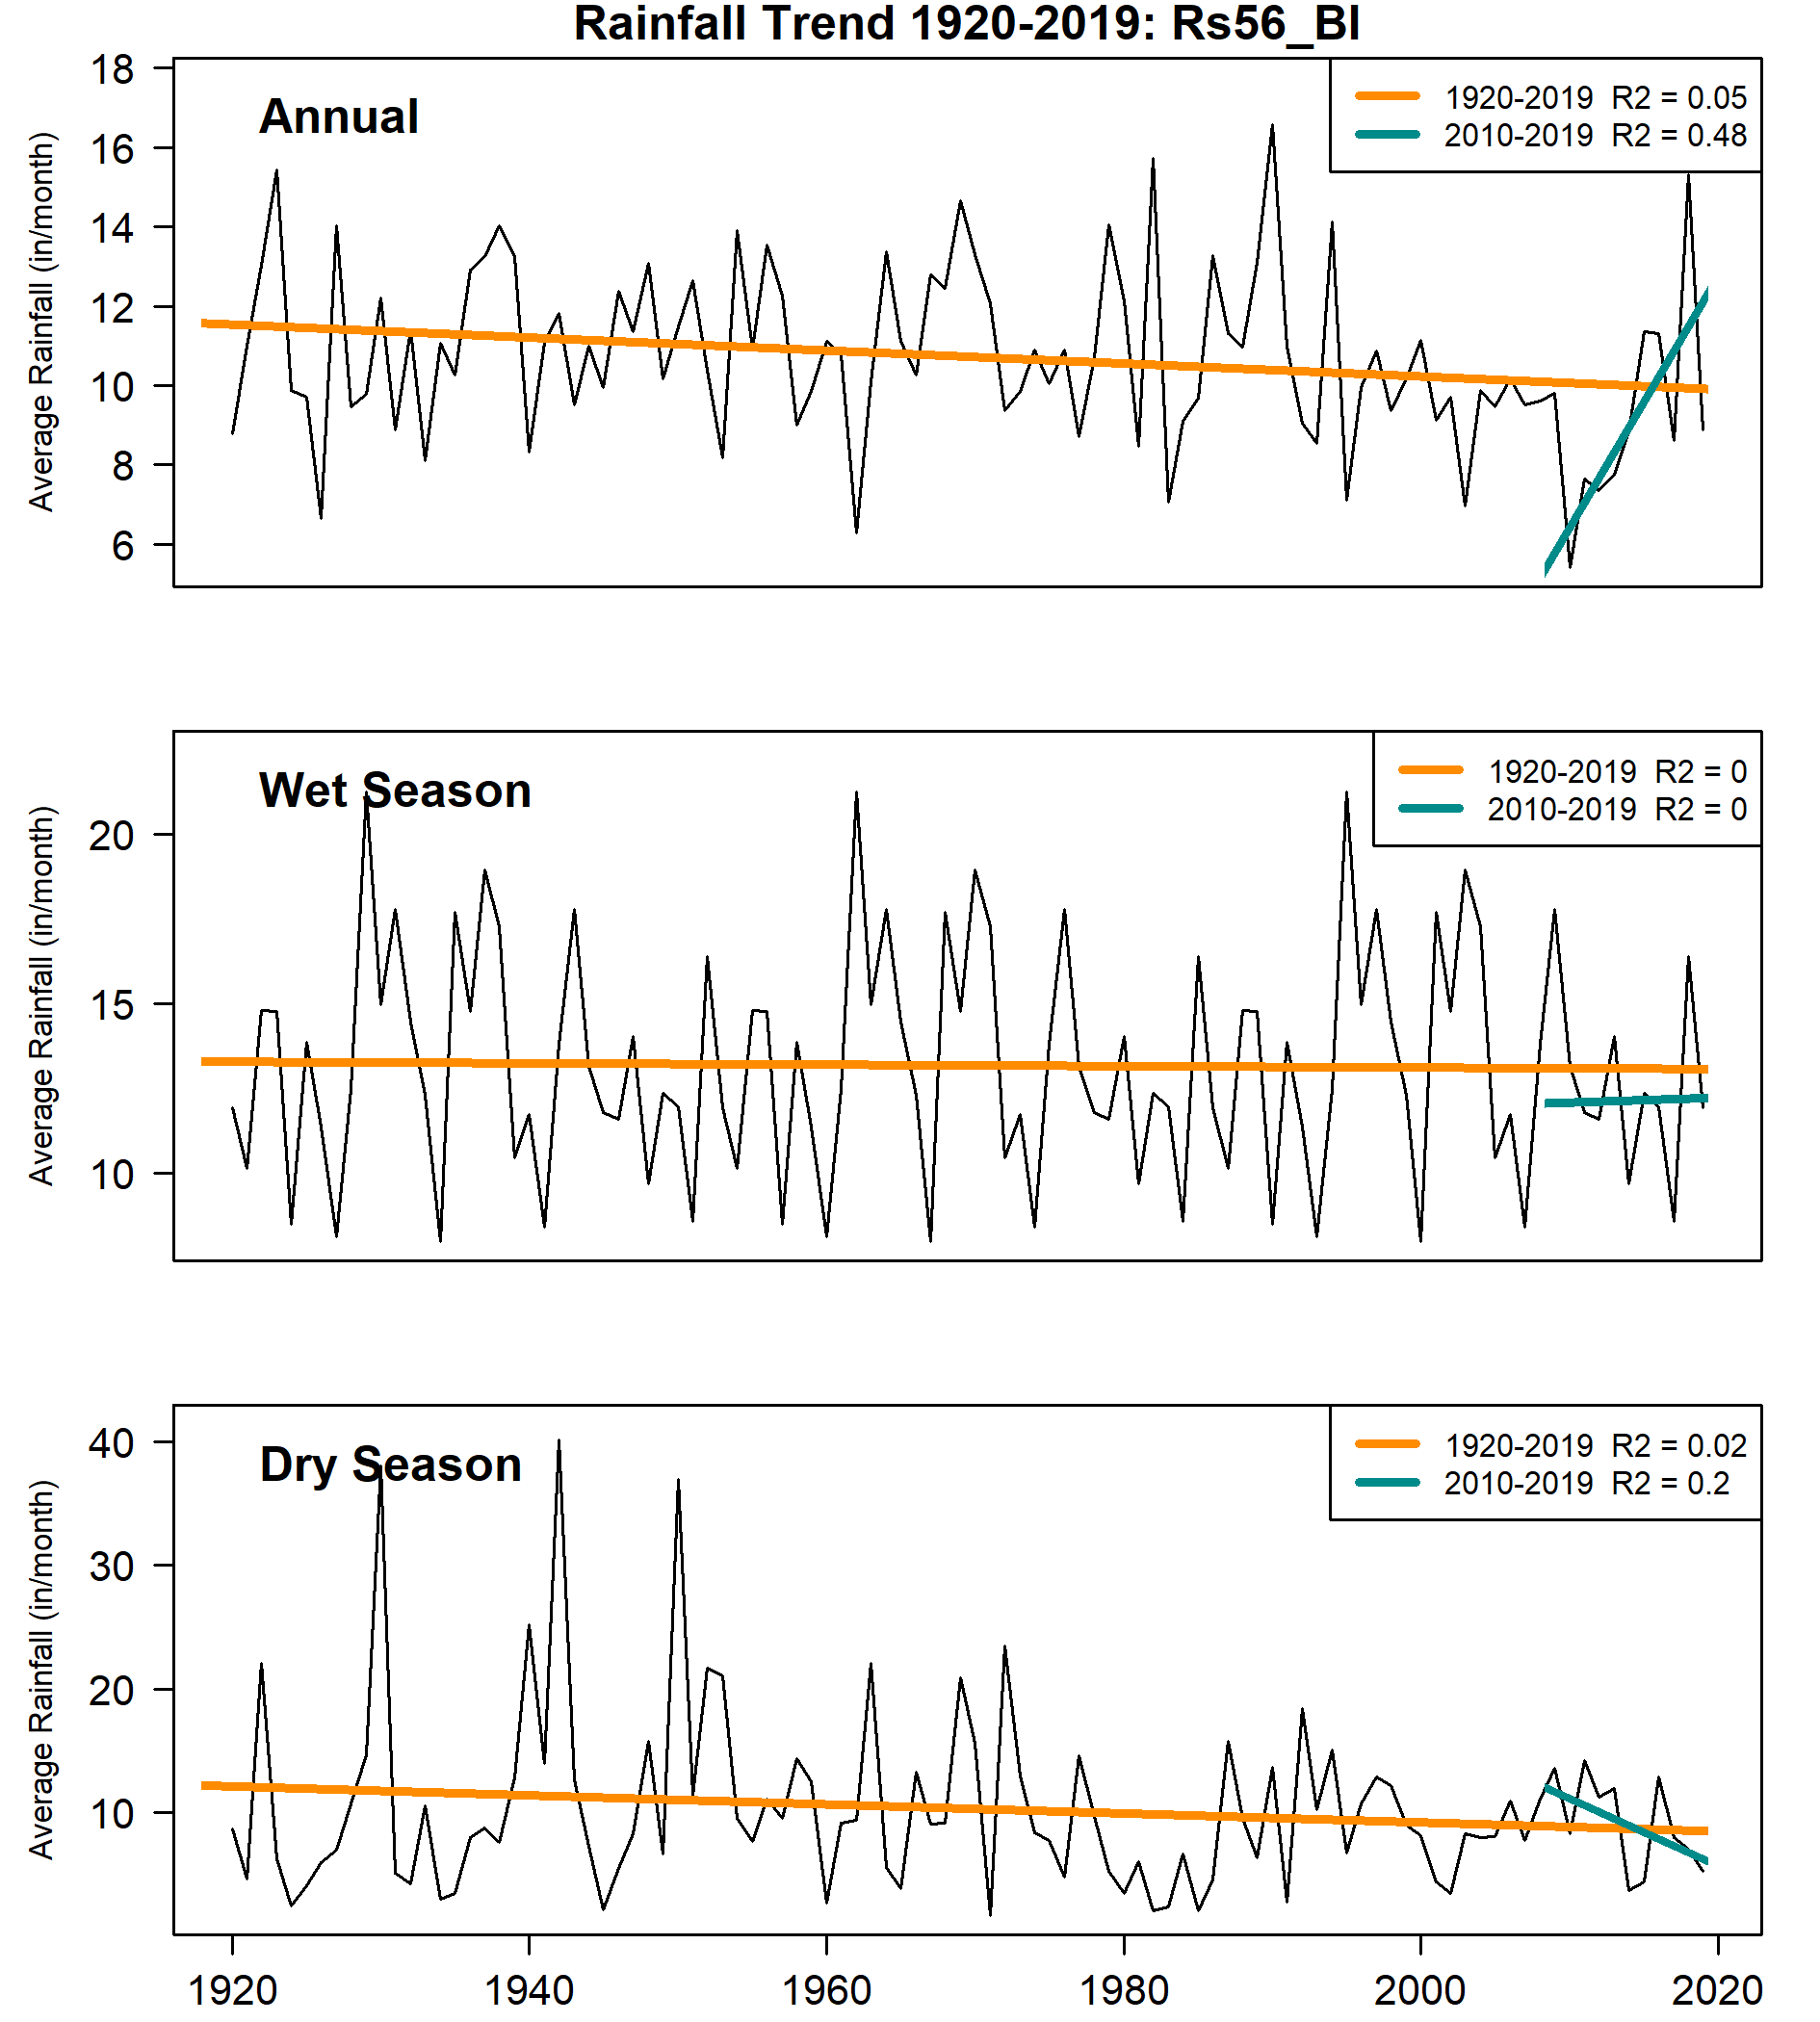 Rainfall Trend 1920-2019: Rs56_BI
Annual
1920-2019 R2 = 0.05
2010-2019 R2 = 0.48
Average Rainfall (in/month)
18
16
14
12
10
8
6
Wet Season
1920-2019 R2 = 0
2010-2019 R2 = 0
Average Rainfall (in/month)
20
15
10
Dry Season
1920-2019 R2 = 0.02
2010-2019 R2 = 0.2
Average Rainfall (in/month)
40
30
20
10
1920 1940 1960 1980 2000 2020